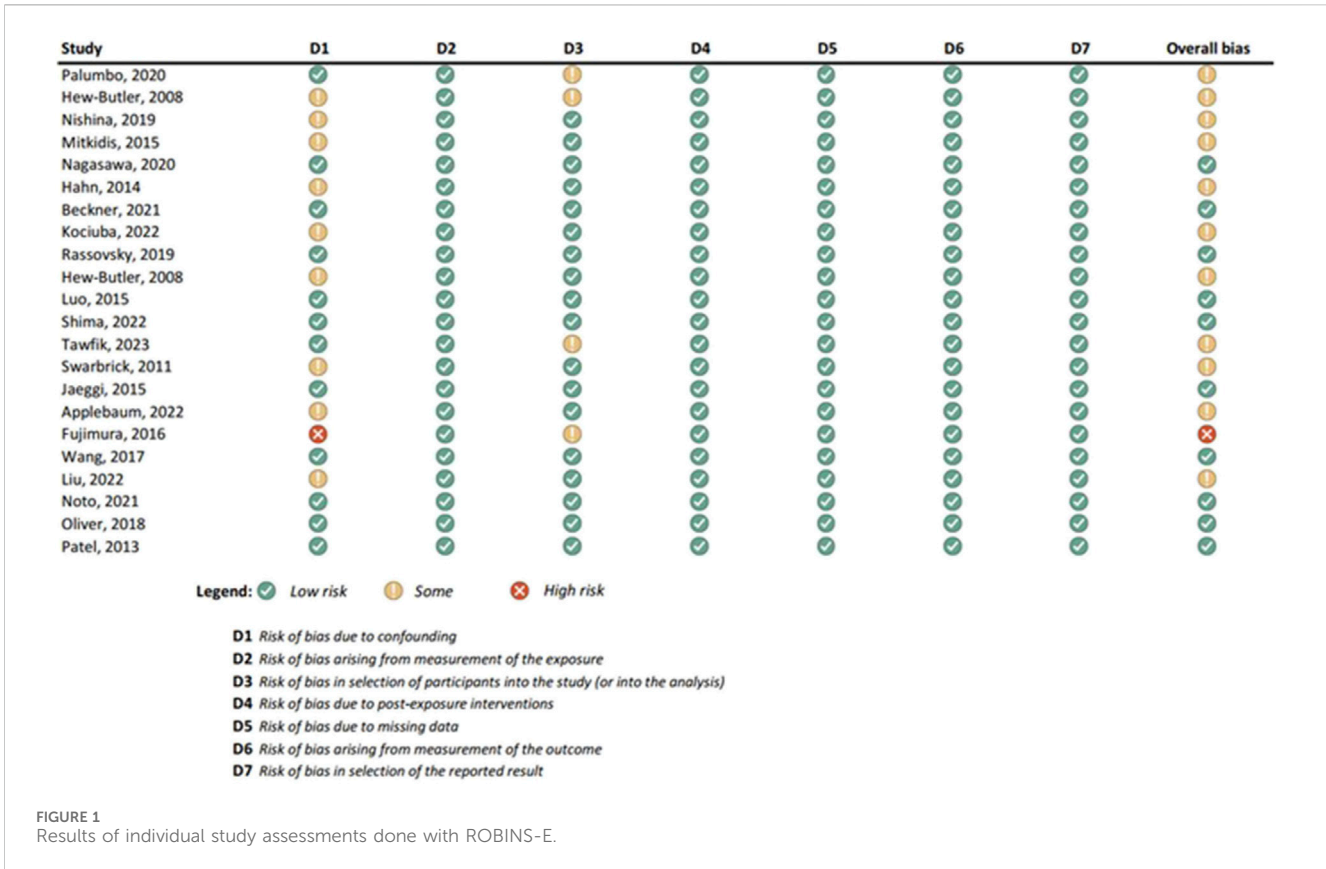 Study D1 D2 D3 D4 D5 D6 D7 Overall bias
Palumbo, 2020
Hew-Butler, 2008
Nishina, 2019
Mitkidis, 2015
Nagasawa, 2020
Hahn, 2014
Beckner, 2021
Kociuba, 2022
Rassovsky, 2019
Hew-Butler, 2008
Luo, 2015
Shima, 2022
Tawfik, 2023
Swarbrick, 2011
Jaeggi, 2015
Applebaum, 2022
Fujimura, 2016
Wang, 2017
Liu, 2022
Noto, 2021
Oliver, 2018
Patel, 2013
Legend: Low risk Some High risk
D1 Risk of bias due to confounding
D2 Risk of bias arising from measurement of the exposure
D3 Risk of bias in selection of participants into the study (or into the analysis)
D4 Risk of bias due to post-exposure interventions
D5 Risk of bias due to missing data
D6 Risk of bias arising from measurement of the outcome
D7 Risk of bias in selection of the reported result
FIGURE 1
Results of individual study assessments done with ROBINS-E.